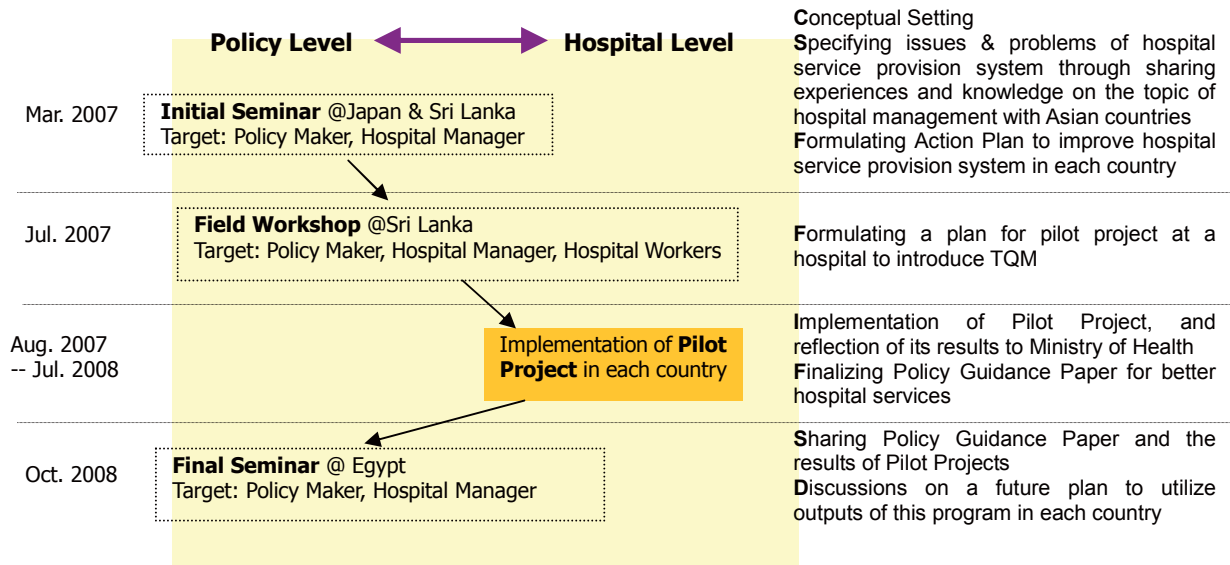 Policy Level
Hospital Level
Conceptual Setting
Specifying issues & problems of hospital
service provision system through sharing
experiences and knowledge on the topic of
hospital management with Asian countries
Formulating Action Plan to improve hospital
service provision system in each country
Mar. 2007
Initial Seminar @Japan & Sri Lanka
Target: Policy Maker, Hospital Manager
Jul. 2007
Field Workshop @Sri Lanka
Target: Policy Maker, Hospital Manager, Hospital Workers
Formulating a plan for pilot project at a
hospital to introduce TQM
Aug. 2007
-- Jul. 2008
Implementation of Pilot
Project in each country
Implementation of Pilot Project, and
reflection of its results to Ministry of Health
Finalizing Policy Guidance Paper for better
hospital services
Oct. 2008
Final Seminar @ Egypt
Target: Policy Maker, Hospital Manager
Sharing Policy Guidance Paper and the
results of Pilot Projects
Discussions on a future plan to utilize
outputs of this program in each country